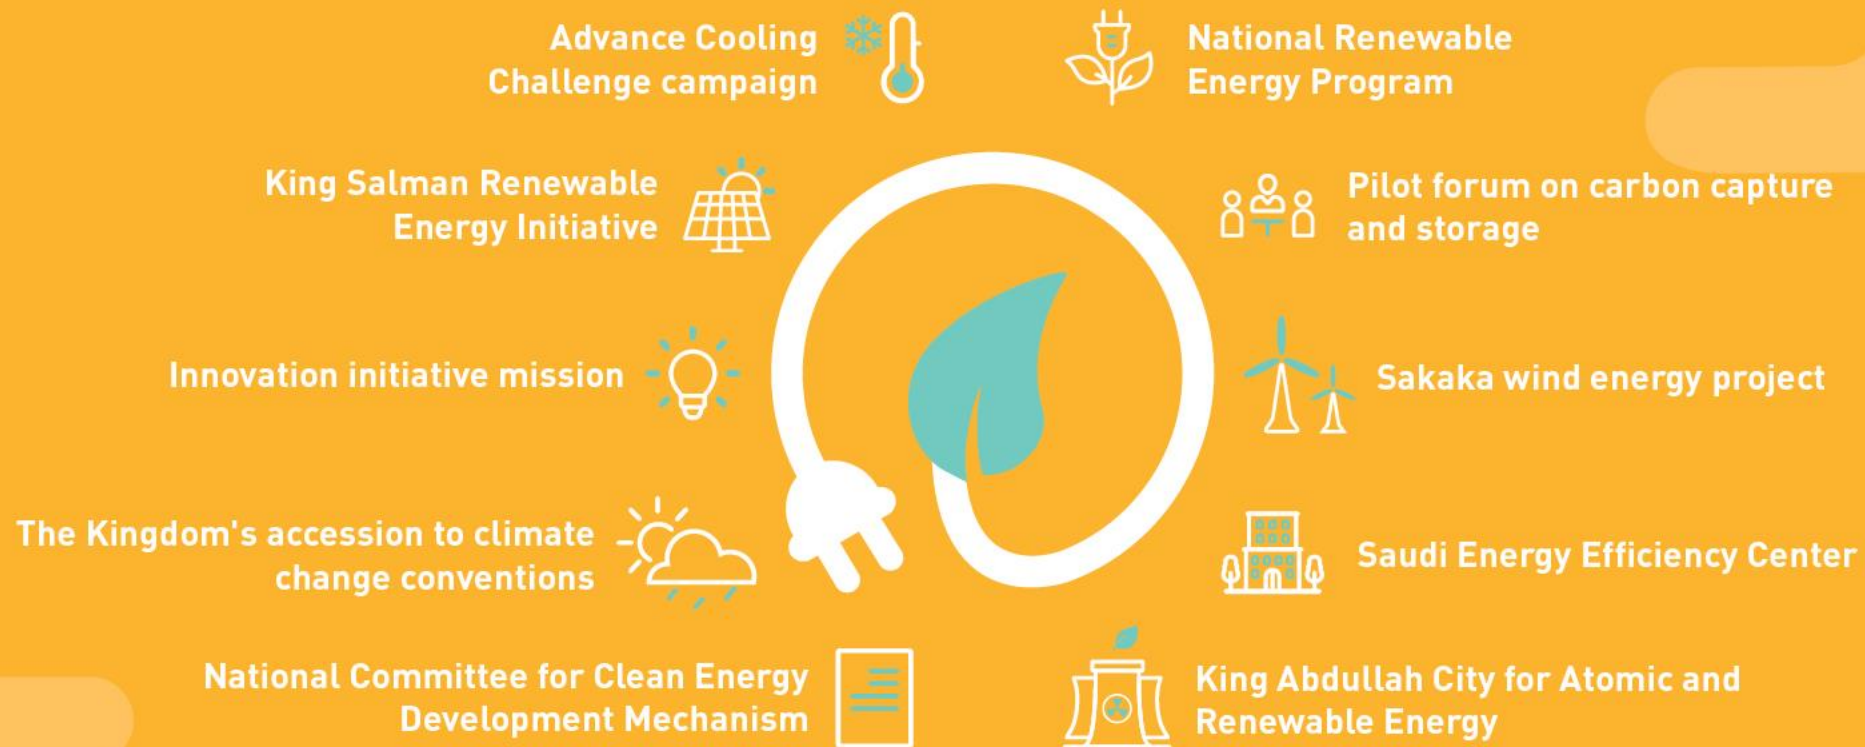 Advance Cooling
Challenge campaign
National Renewable
Energy Program
King Salman Renewable
Energy Initiative
Pilot forum on carbon capture
and storage
Innovation initiative mission
Sakaka wind energy project
The Kingdom's accession to climate
change conventions
Saudi Energy Efficiency Center
National Committee for Clean Energy
Development Mechanism
King Abdullah City for Atomic and
Renewable Energy